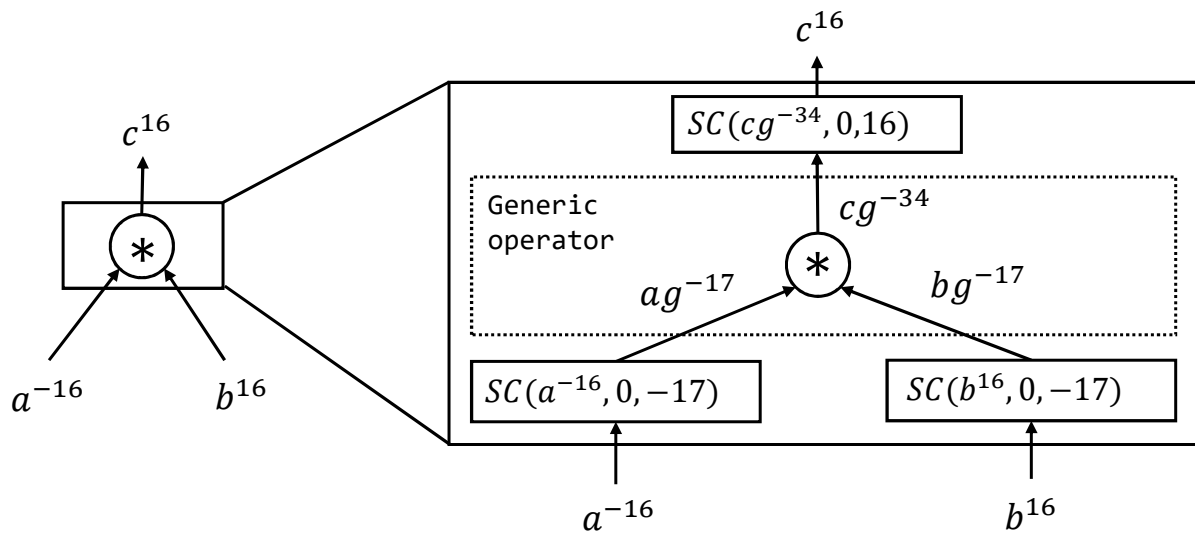 c^{16}
*
a^{-16}
b^{16}
c^{16}
SC(cg^{-34}, 0,16)
Generic
operator
cg^{-34}
*
ag^{-17}
bg^{-17}
SC(a^{-16}, 0, -17)
SC(b^{16}, 0, -17)
a^{-16}
b^{16}